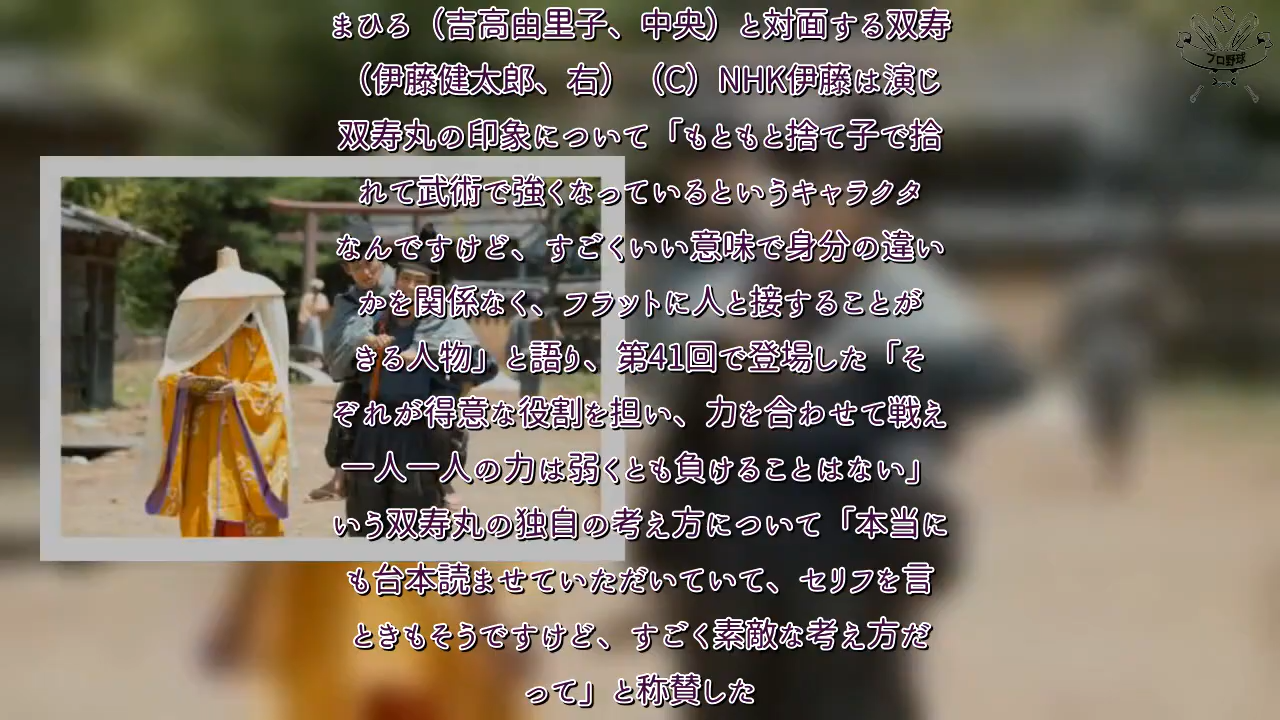 まひろ（吉高由里子、中央）と対面する双寿
（伊藤健太郎、右）（C）NHK伊藤は演じ
双寿丸の印象について「もともと捨て子で拾
れて武術で強くなっているというキャラクタ
なんですけど、すごくいい意味で身分の違い
かを関係なく、フラットに人と接することが
きる人物」と語り、第41回で登場した「そ
ぞれが得意な役割を担い、力を合わせて戦え
一人一人の力は弱くとも負けることはない」
いう双寿丸の独自の考え方について「本当に
も台本読ませていただいていて、セリフを言
ときもそうですけど、すごく素敵な考え方だ
って」と称賛した
プロ野球